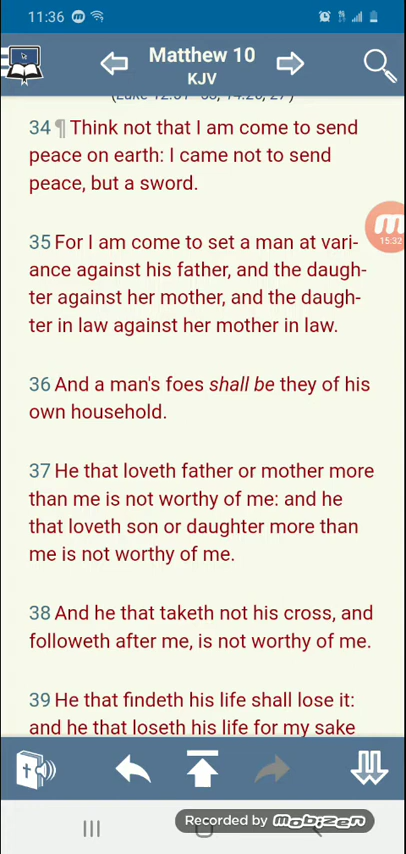 11:36
Matthew 10
KJV
34 ¶ Think not that I am come to send
peace on earth: I came not to send
peace, but a sword.
15:32
35 For I am come to set a man at vari-
ance against his father, and the daugh-
ter against her mother, and the daugh-
ter in law against her mother in law.
36 And a man's foes shall be they of his
own household.
37 He that loveth father or mother more
than me is not worthy of me: and he
that loveth son or daughter more than
me is not worthy of me.
38 And he that taketh not his cross, and
followeth after me, is not worthy of me.
39 He that findeth his life shall lose it:
and he that loseth his life for my sake
Recorded by mobizen